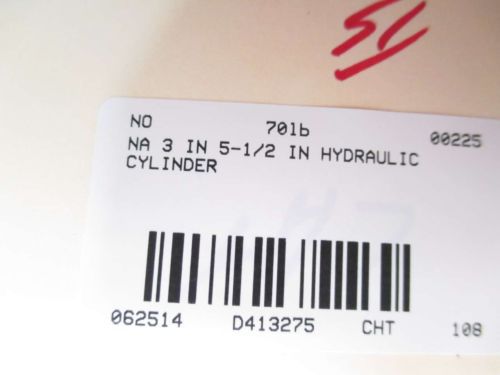 NO 701b 00225
NA 3 IN 5-1/2 IN HYDRAULIC
CYLINDER
062514 D413275 CHT 108